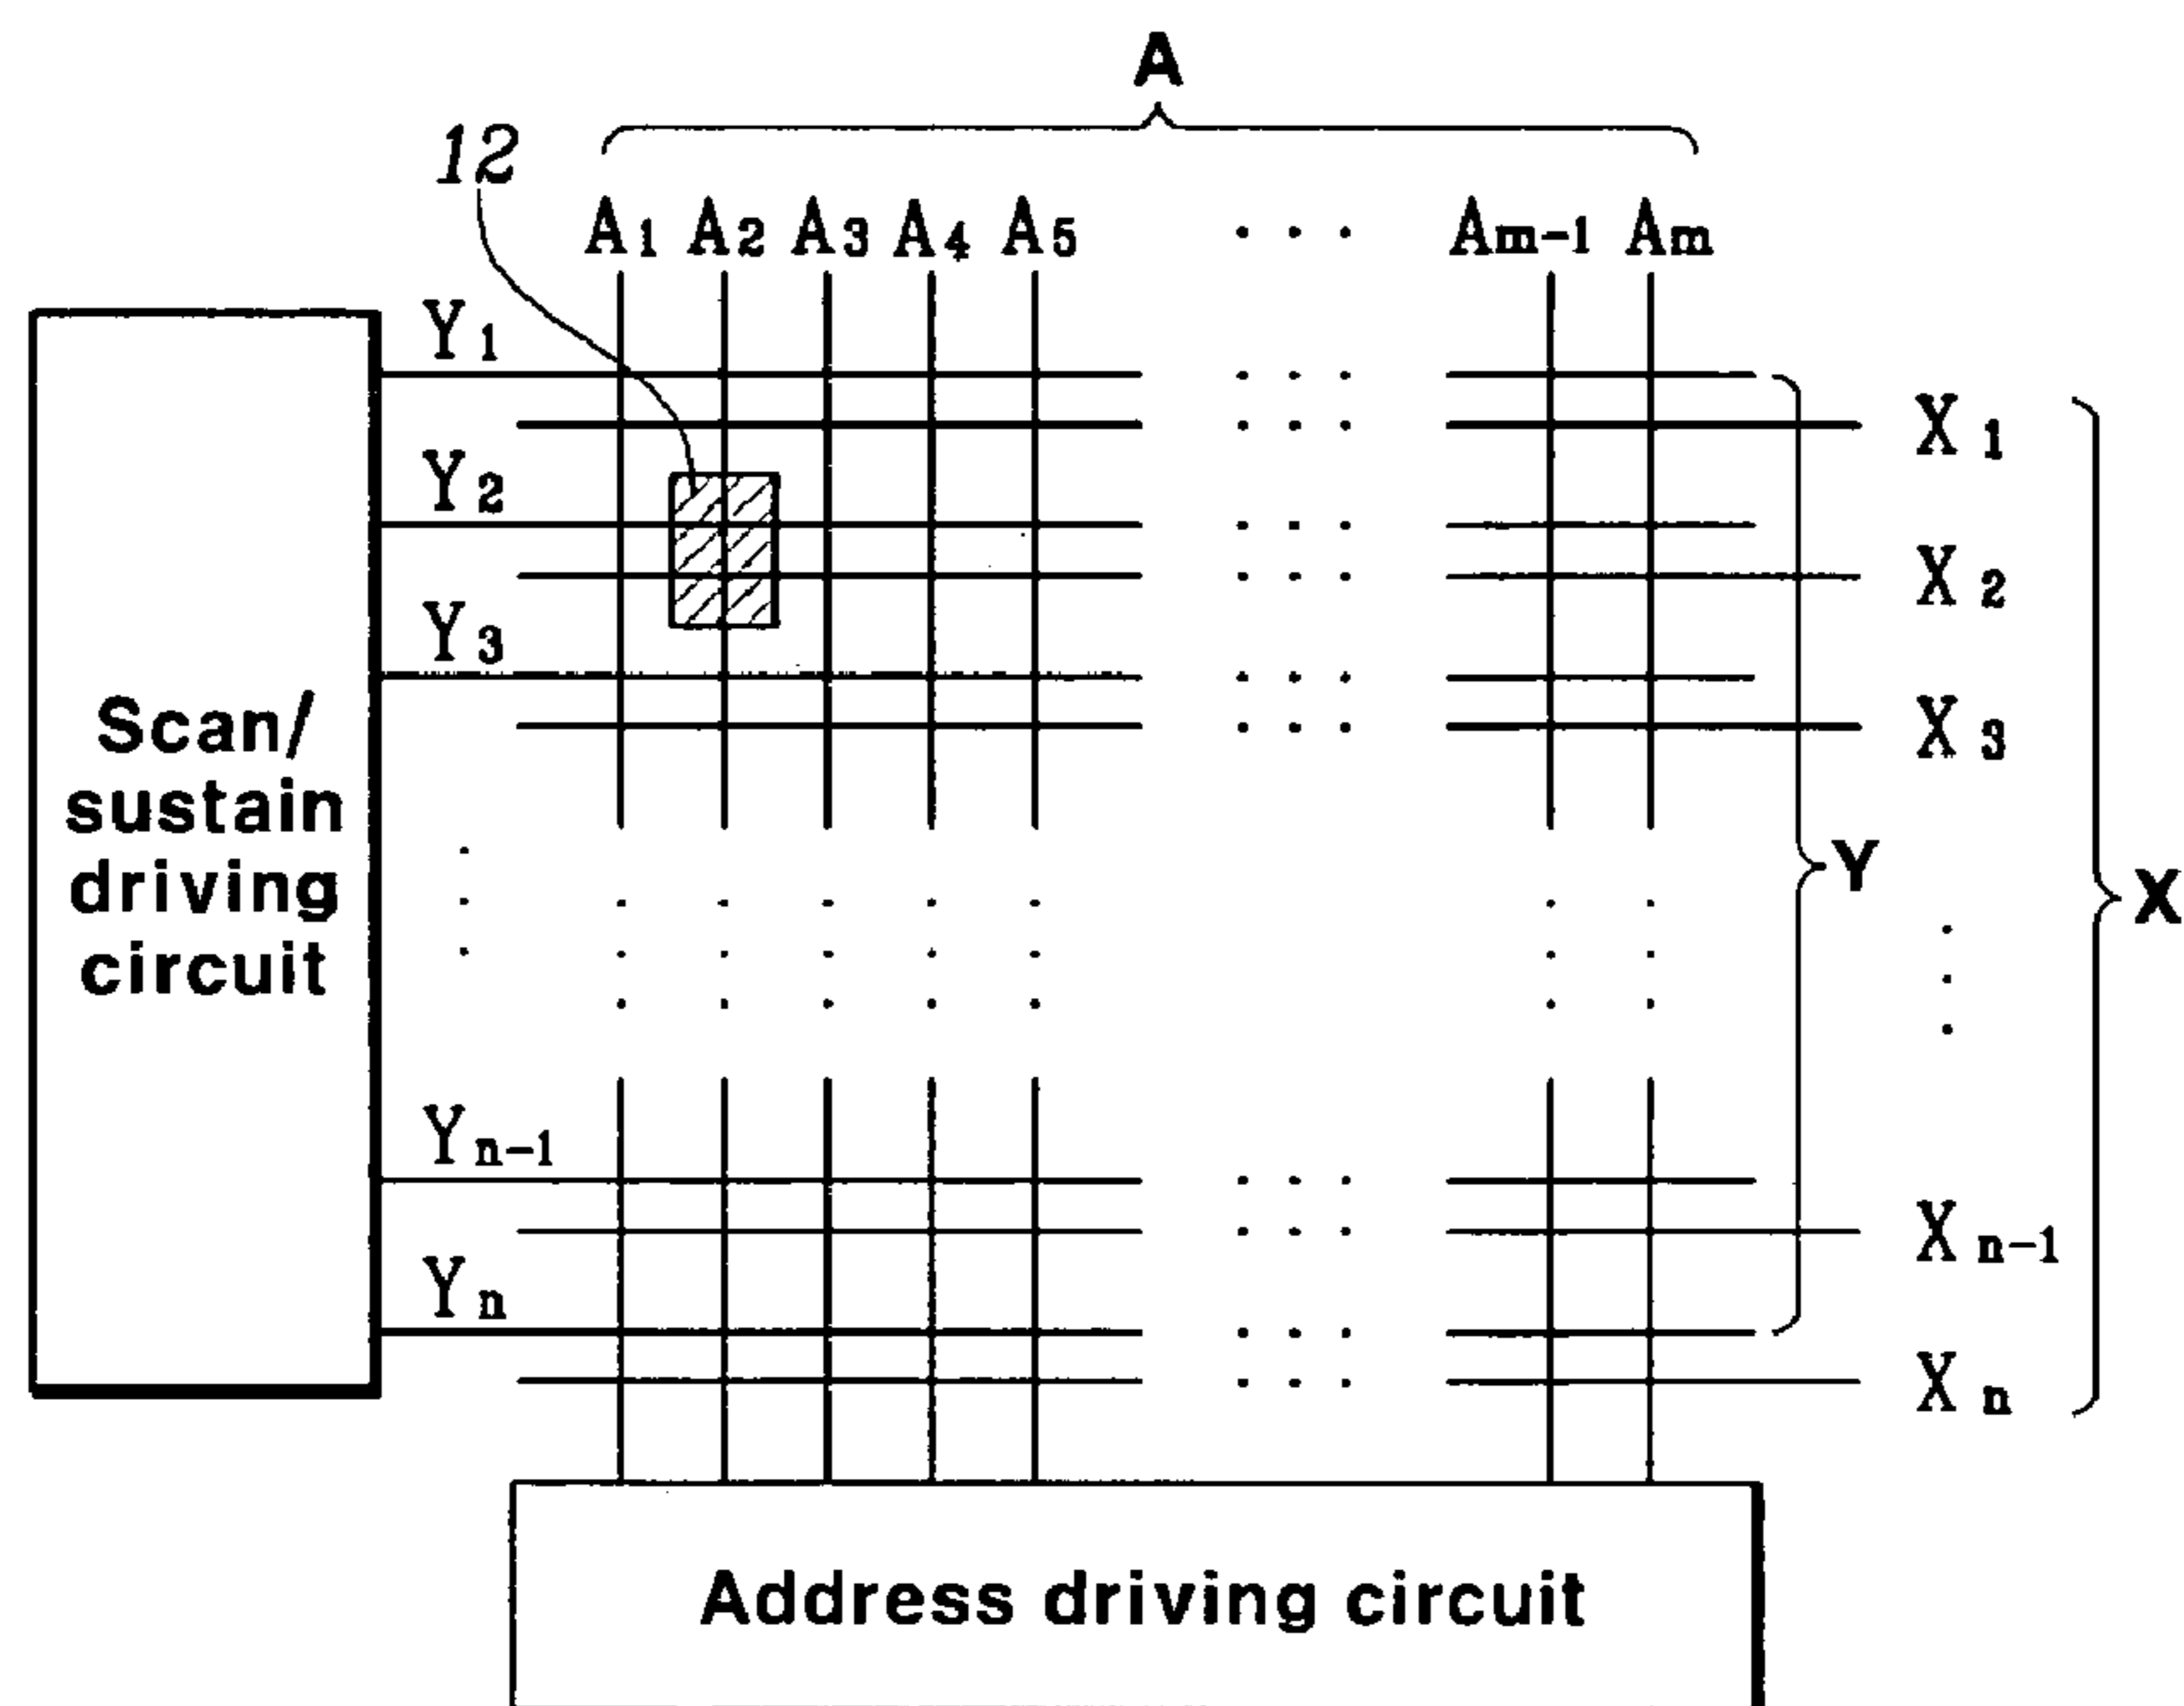 A
12
A1 A2 A3 A4 A5 . . . Am-1 Am
Y1
X1
Y2
X2
Y3
X3
Scan/
sustain
driving
circuit
Y
X
Yn-1
Xn-1
Yn
Xn
Address driving circuit